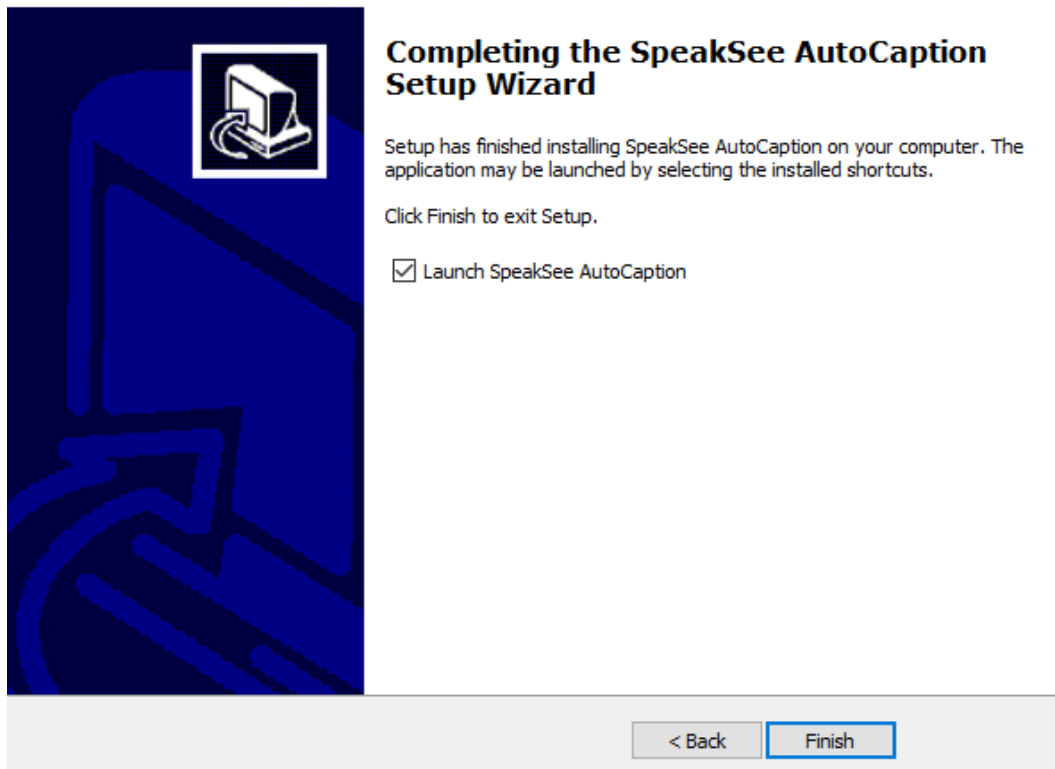 Completing the SpeakSee AutoCaption
Setup Wizard
Setup has finished installing SpeakSee AutoCaption on your computer. The
application may be launched by selecting the installed shortcuts.
Click Finish to exit Setup.
Launch SpeakSee AutoCaption
< Back
Finish